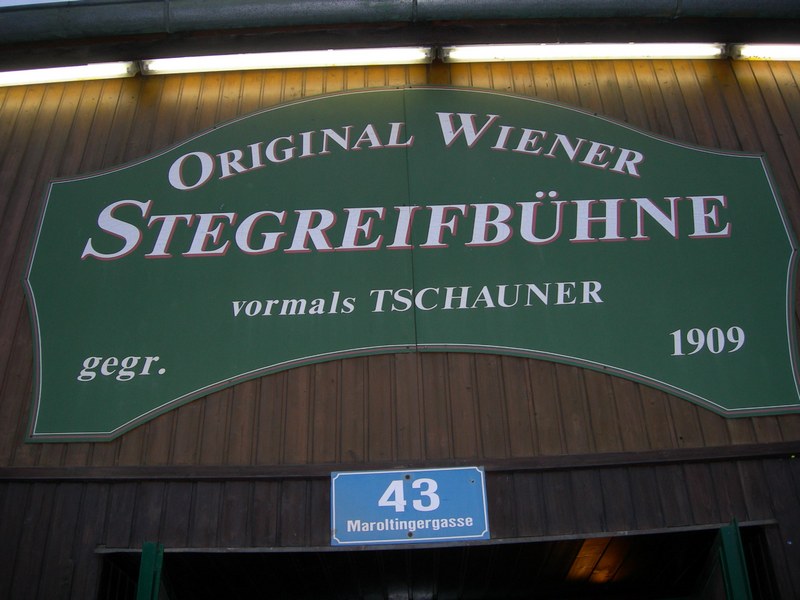 ORIGINAL WIENER
STEGREIFBÜHNE
vormals TSCHAUNER
gegr. 1909
43
Maroltingergasse